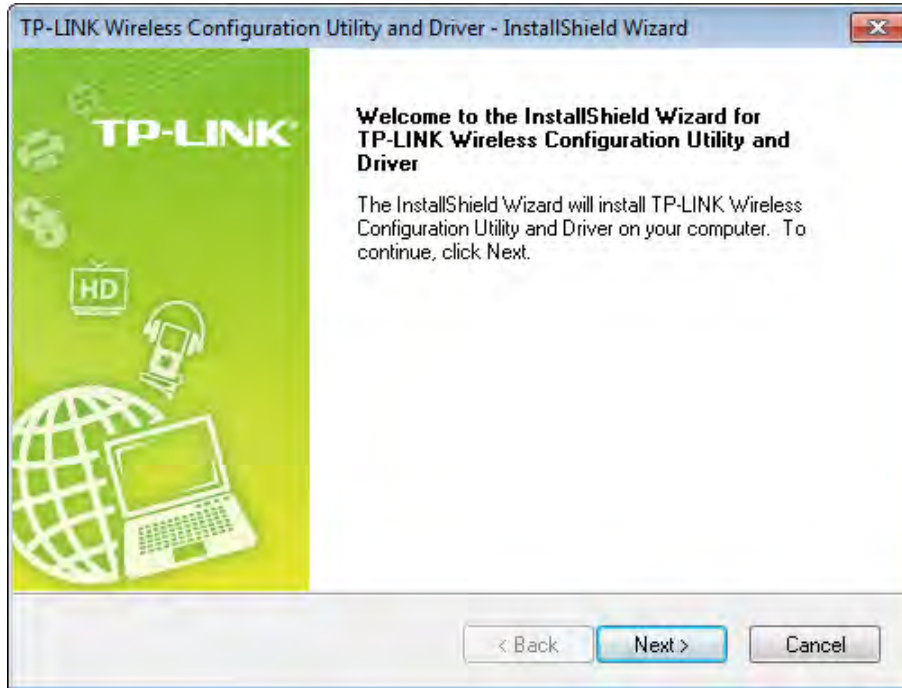 TP-LINK Wireless Configuration Utility and Driver - InstallShield Wizard
TP-LINK
Welcome to the InstallShield Wizard for
TP-LINK Wireless Configuration Utility and
Driver
The InstallShield Wizard will install TP-LINK Wireless
Configuration Utility and Driver on your computer. To
continue, click Next.
HD
< Back
Next >
Cancel